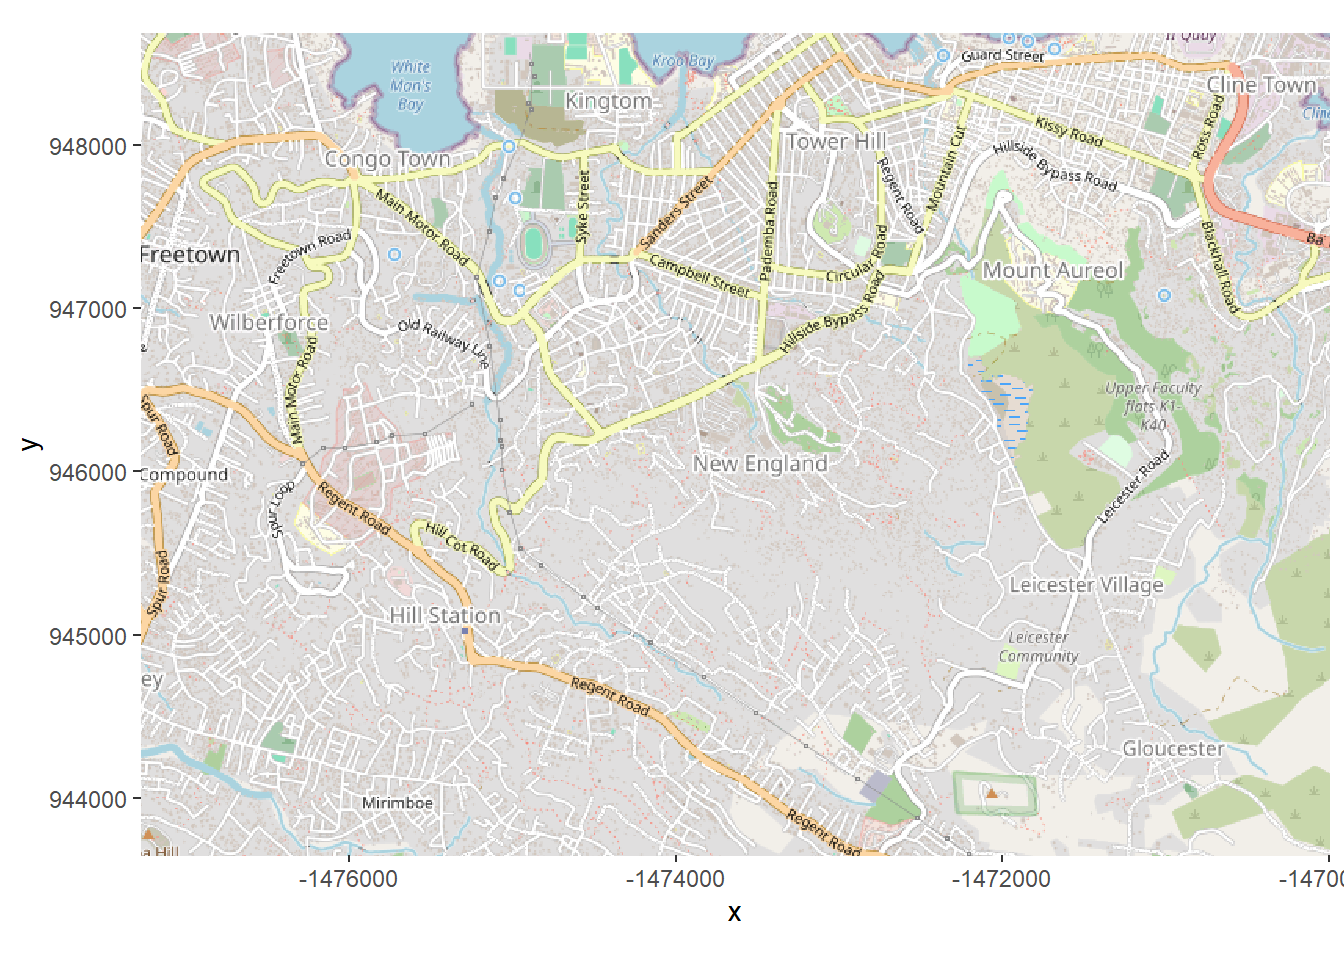 White
Man's
Bay
Kroo Bay
Guard Street
Kingtom
Cline Town
948000
Congo Town
Tower Hill
Kissy Road
Ross Road
Hillside Bypass Road
Mountain Cut
Regent Road
Main Motor Road
Syke Street
Sanders Street
Pademba Road
Circular Road
Freetown
Freetown Road
Campbell Street
Mount Aureol
Blackhall Road
947000
Wilberforce
Old Railway Line
Hillside Bypass Road
Main Motor Road
Upper Faculty
flats K1-
K40
Spur Road
New England
946000
Compound
Leicester Road
Spur Loop
Regent Road
Hill Cot Road
Spur Road
Leicester Village
Hill Station
945000
Leicester
Community
ey
Regent Road
Gloucester
944000
Mirimboe
Regent Road
a Hill
-1476000
-1474000
-1472000
-14700
x
y